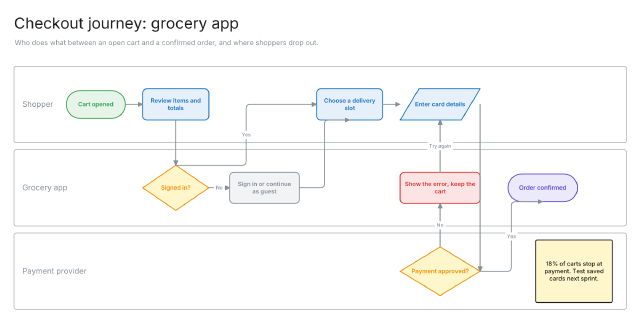 Checkout journey: grocery app
Who does what between an open cart and a confirmed order, and where shoppers drop out.
Shopper
Cart opened
Review items and
totals
Choose a delivery
slot
Enter card details
Yes
Try again
Grocery app
Signed in?
No
Sign in or continue
as guest
Show the error, keep the
cart
Order confirmed
No
Yes
Payment provider
Payment approved?
18% of carts stop at
payment. Test saved
cards next sprint.